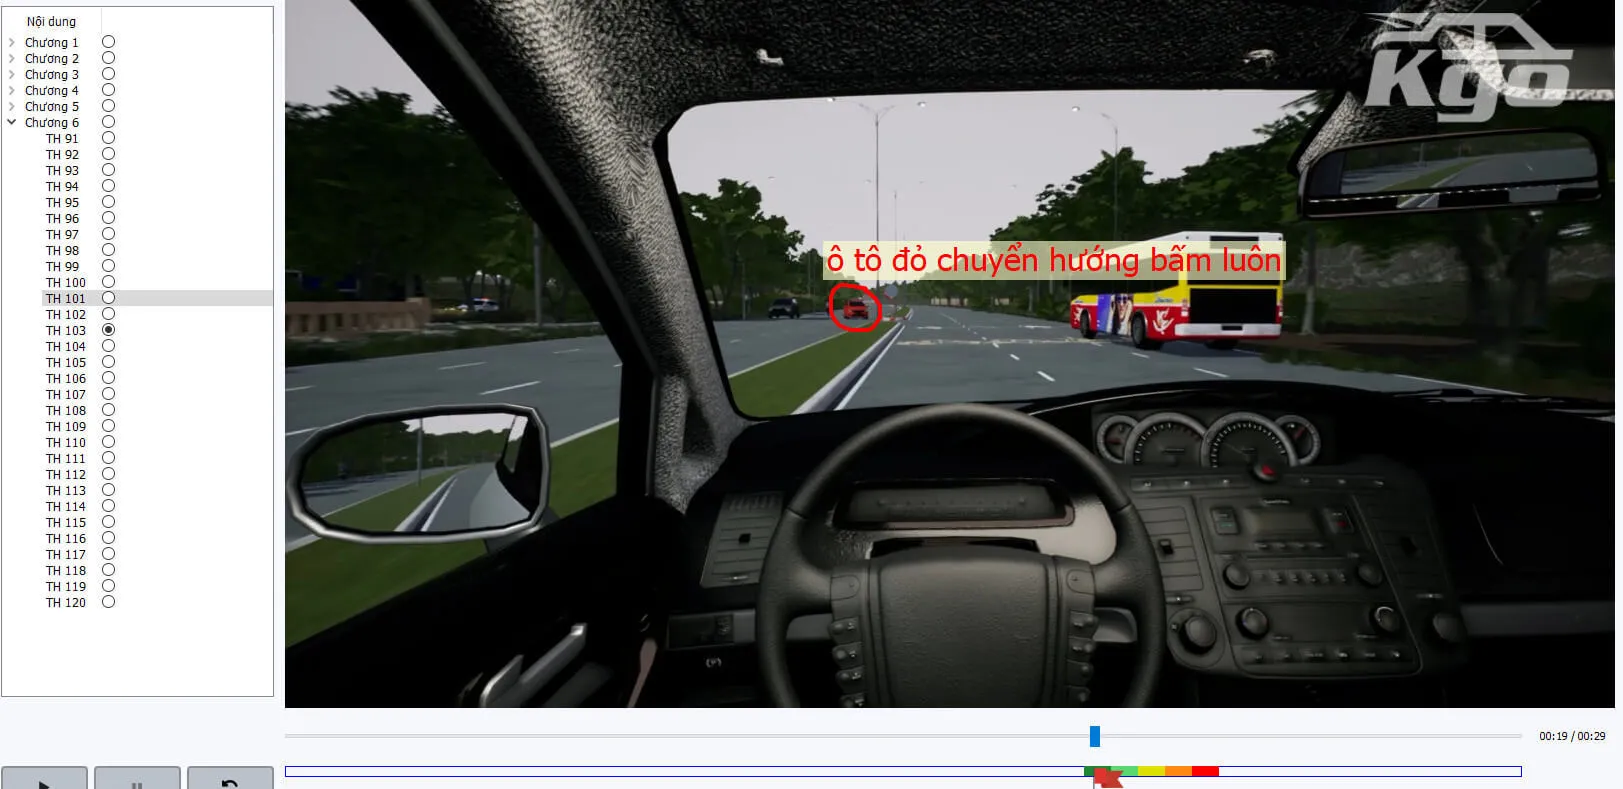 Nội dung
Chương 1
Chương 2
Chương 3
Chương 4
Chương 5
Chương 6
TH 91
TH 92
TH 93
TH 94
TH 95
TH 96
TH 97
TH 98
TH 99
TH 100
TH 101
TH 102
TH 103
TH 104
TH 105
TH 106
TH 107
TH 108
TH 109
TH 110
TH 111
TH 112
TH 113
TH 114
TH 115
TH 116
TH 117
TH 118
TH 119
TH 120
Kgo
ô tô đỏ chuyển hướng bấm luôn
00:19 / 00:29